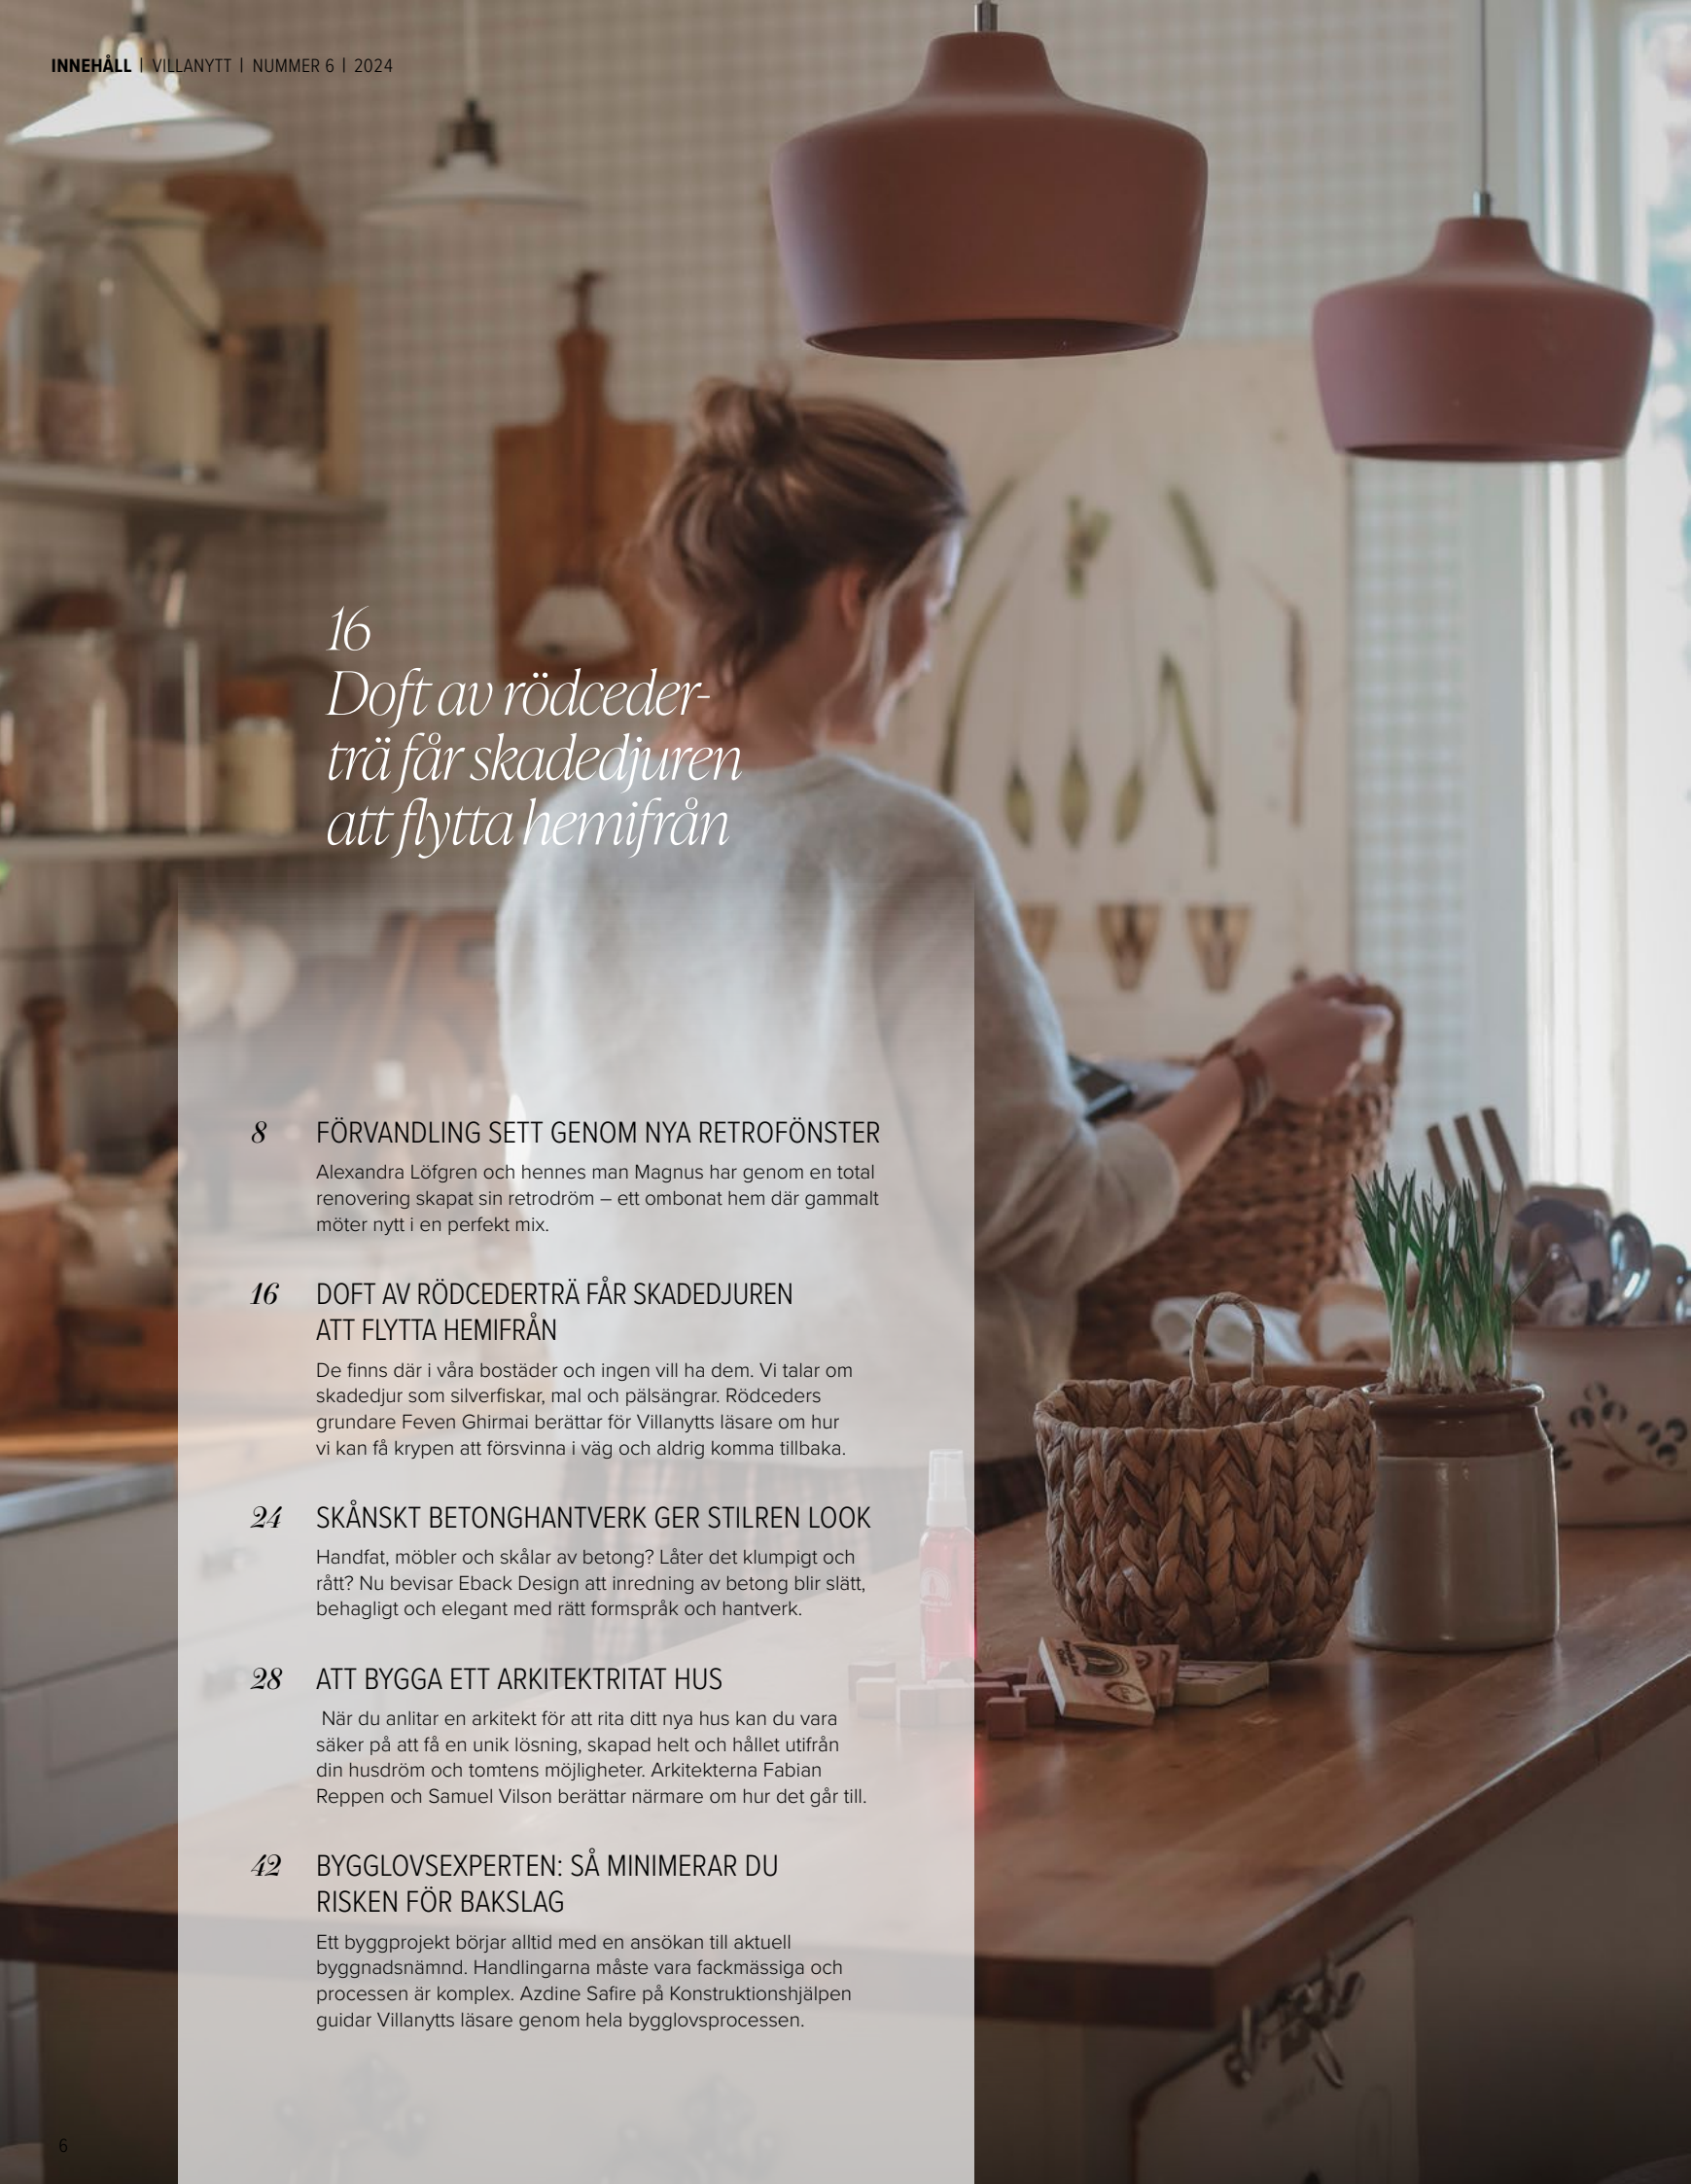 INNEHÅLL | VILLANYTT | NUMMER 6 | 2024
16
Doft av rödceder-
trä får skadedjuren
att flytta hemifrån
8 FÖRVANDLING SETT GENOM NYA RETROFÖNSTER
Alexandra Löfgren och hennes man Magnus har genom en total
renovering skapat sin retrodröm – ett ombonat hem där gammalt
möter nytt i en perfekt mix.
16 DOFT AV RÖDCEDERTRÄ FÅR SKADEDJUREN
ATT FLYTTA HEMIFRÅN
De finns där i våra bostäder och ingen vill ha dem. Vi talar om
skadedjur som silverfiskar, mal och pälsängrar. Rödceders
grundare Feven Ghirmai berättar för Villanytts läsare om hur
vi kan få krypen att försvinna i väg och aldrig komma tillbaka.
24 SKÅNSKT BETONGHANTVERK GER STILREN LOOK
Handfat, möbler och skålar av betong? Låter det klumpigt och
rått? Nu bevisar Eback Design att inredning av betong blir slätt,
behagligt och elegant med rätt formspråk och hantverk.
28 ATT BYGGA ETT ARKITEKTRITAT HUS
När du anlitar en arkitekt för att rita ditt nya hus kan du vara
säker på att få en unik lösning, skapad helt och hållet utifrån
din husdröm och tomtens möjligheter. Arkitekterna Fabian
Reppen och Samuel Vilson berättar närmare om hur det går till.
42 BYGGLOVSEXPERTEN: SÅ MINIMERAR DU
RISKEN FÖR BAKSLAG
Ett byggprojekt börjar alltid med en ansökan till aktuell
byggnadsnämnd. Handlingarna måste vara fackmässiga och
processen är komplex. Azdine Safire på Konstruktionshjälpen
guidar Villanytts läsare genom hela bygglovsprocessen.
6